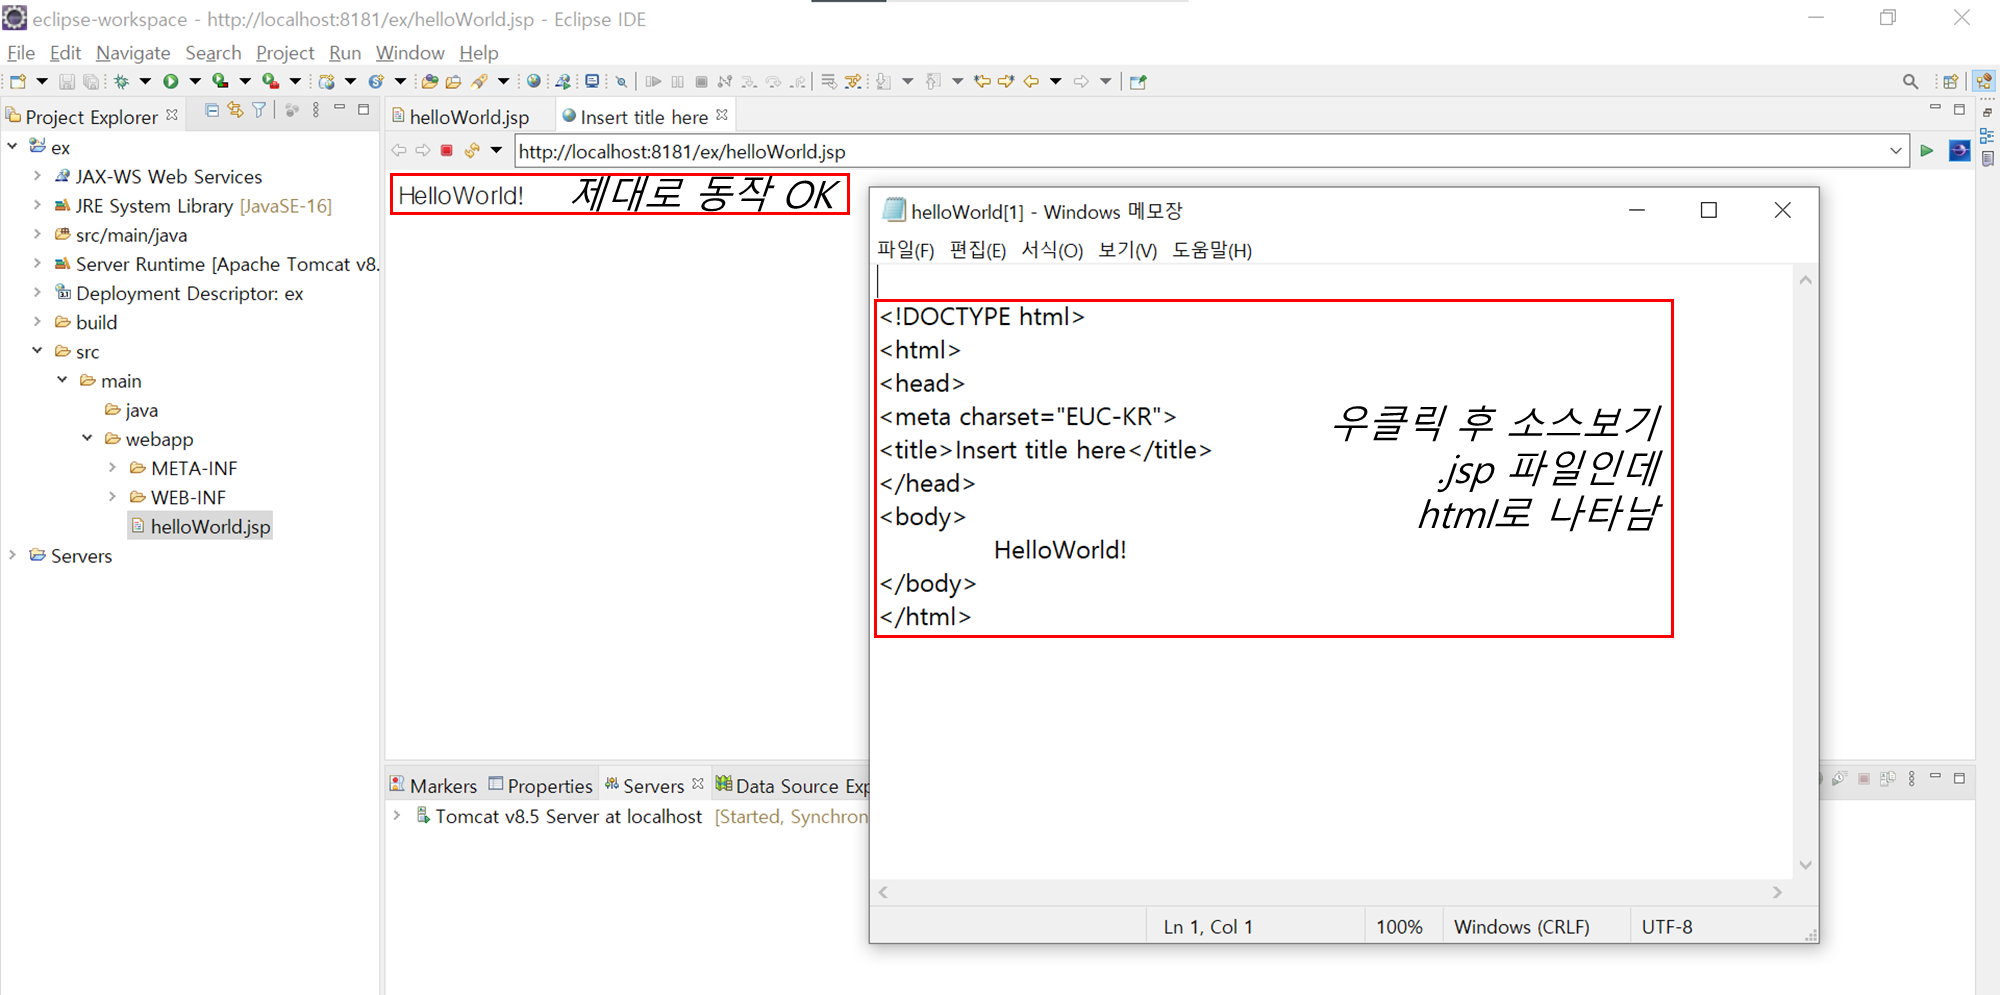 eclipse-workspace - http://localhost:8181/ex/helloWorld.jsp - Eclipse IDE
File Edit Navigate Search Project Run Window Help
Project Explorer
ex
JAX-WS Web Services
JRE System Library [JavaSE-16]
src/main/java
Server Runtime [Apache Tomcat v8.
Deployment Descriptor: ex
build
src
main
java
webapp
META-INF
WEB-INF
helloWorld.jsp
Servers
helloWorld.jsp Insert title here
http://localhost:8181/ex/helloWorld.jsp
HelloWorld! 제대로 동작 OK
helloWorld[1] - Windows 메모장
파일(F) 편집(E) 서식(O) 보기(V) 도움말(H)
<!DOCTYPE html>
<html>
<head>
<meta charset="EUC-KR">
<title>Insert title here</title>
</head>
<body>
HelloWorld!
</body>
</html>
우클릭 후 소스보기
.jsp 파일인데
html로 나타남
Ln 1, Col 1 100% Windows (CRLF) UTF-8
Markers Properties Servers Data Source Exp
Tomcat v8.5 Server at localhost [Started, Synchron